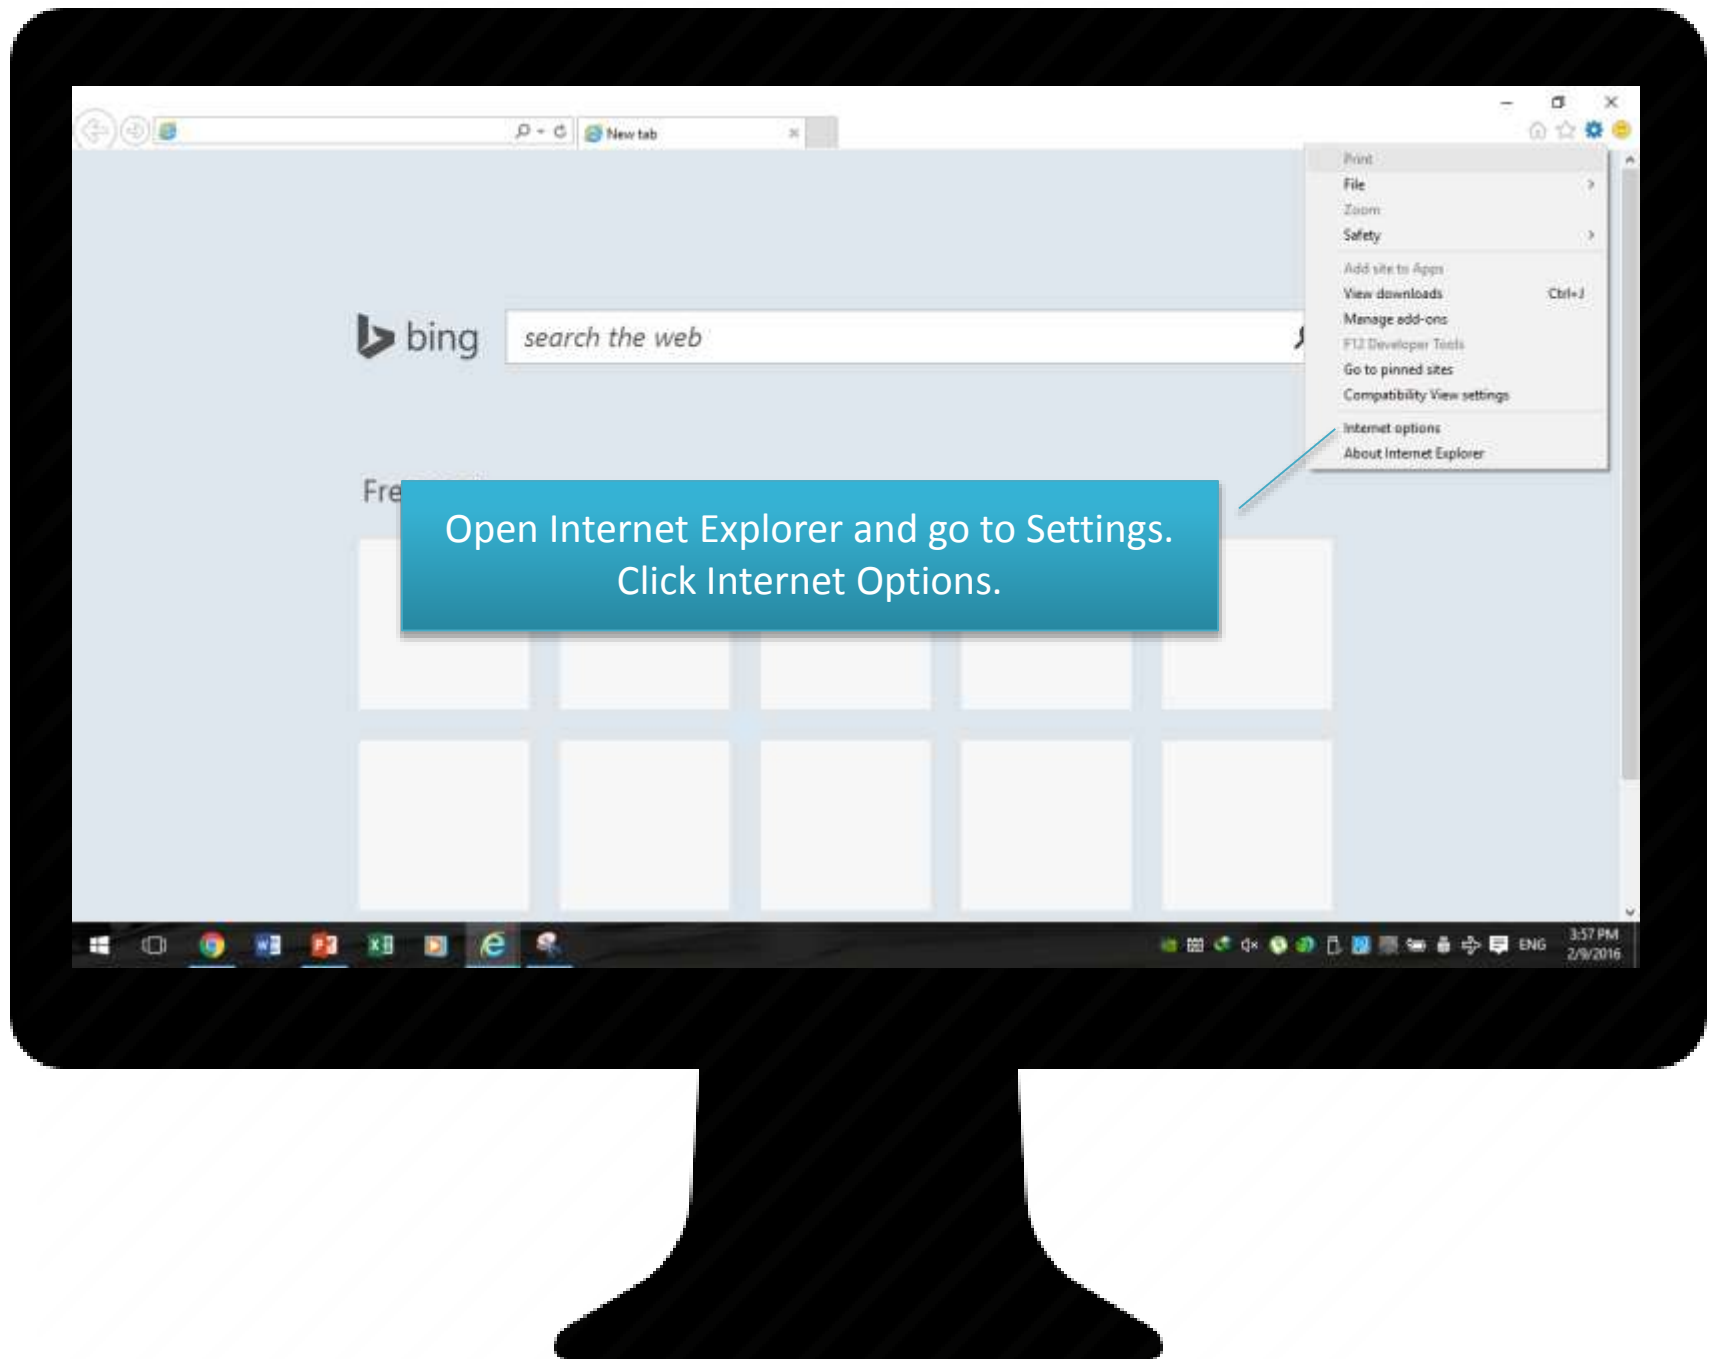 New tab
Print
File
Zoom
Safety
Add site to Apps
View downloads Ctrl+J
Manage add-ons
F12 Developer Tools
Go to pinned sites
Compatibility View settings
Internet options
About Internet Explorer
bing
search the web
Fre
Open Internet Explorer and go to Settings.
Click Internet Options.
ENG
3:57 PM
2/9/2016